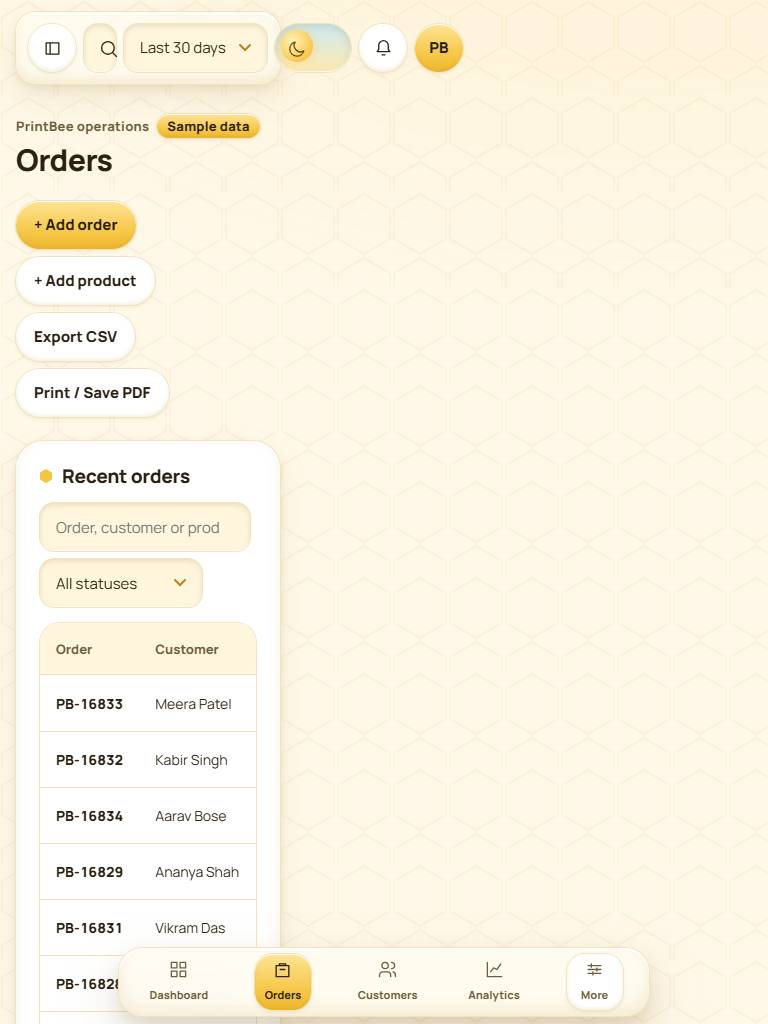 Last 30 days
PB
PrintBee operations Sample data
Orders
+ Add order
+ Add product
Export CSV
Print / Save PDF
Recent orders
Order, customer or prod
All statuses
Order Customer
PB-16833 Meera Patel
PB-16832 Kabir Singh
PB-16834 Aarav Bose
PB-16829 Ananya Shah
PB-16831 Vikram Das
PB-16828
Dashboard Orders Customers Analytics More